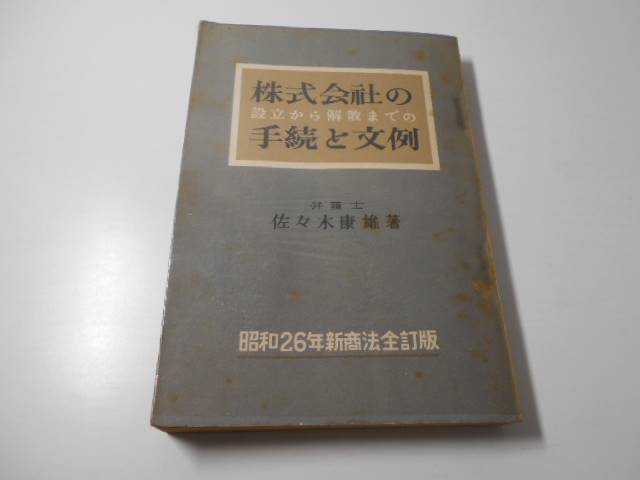 株式会社の
設立から解散までの
手続と文例
弁護士
佐々木康雄著
昭和26年新商法全訂版